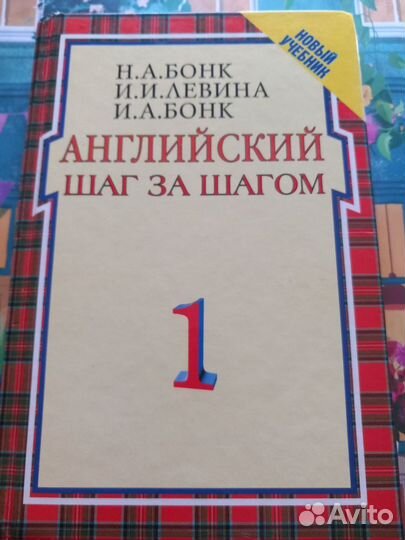 НОВЫЙ
УЧЕБНИК
Н.А.БОНК
И.И.ЛЕВИНА
И.А.БОНК
АНГЛИЙСКИЙ
ШАГ ЗА ШАГОМ
1
Avito